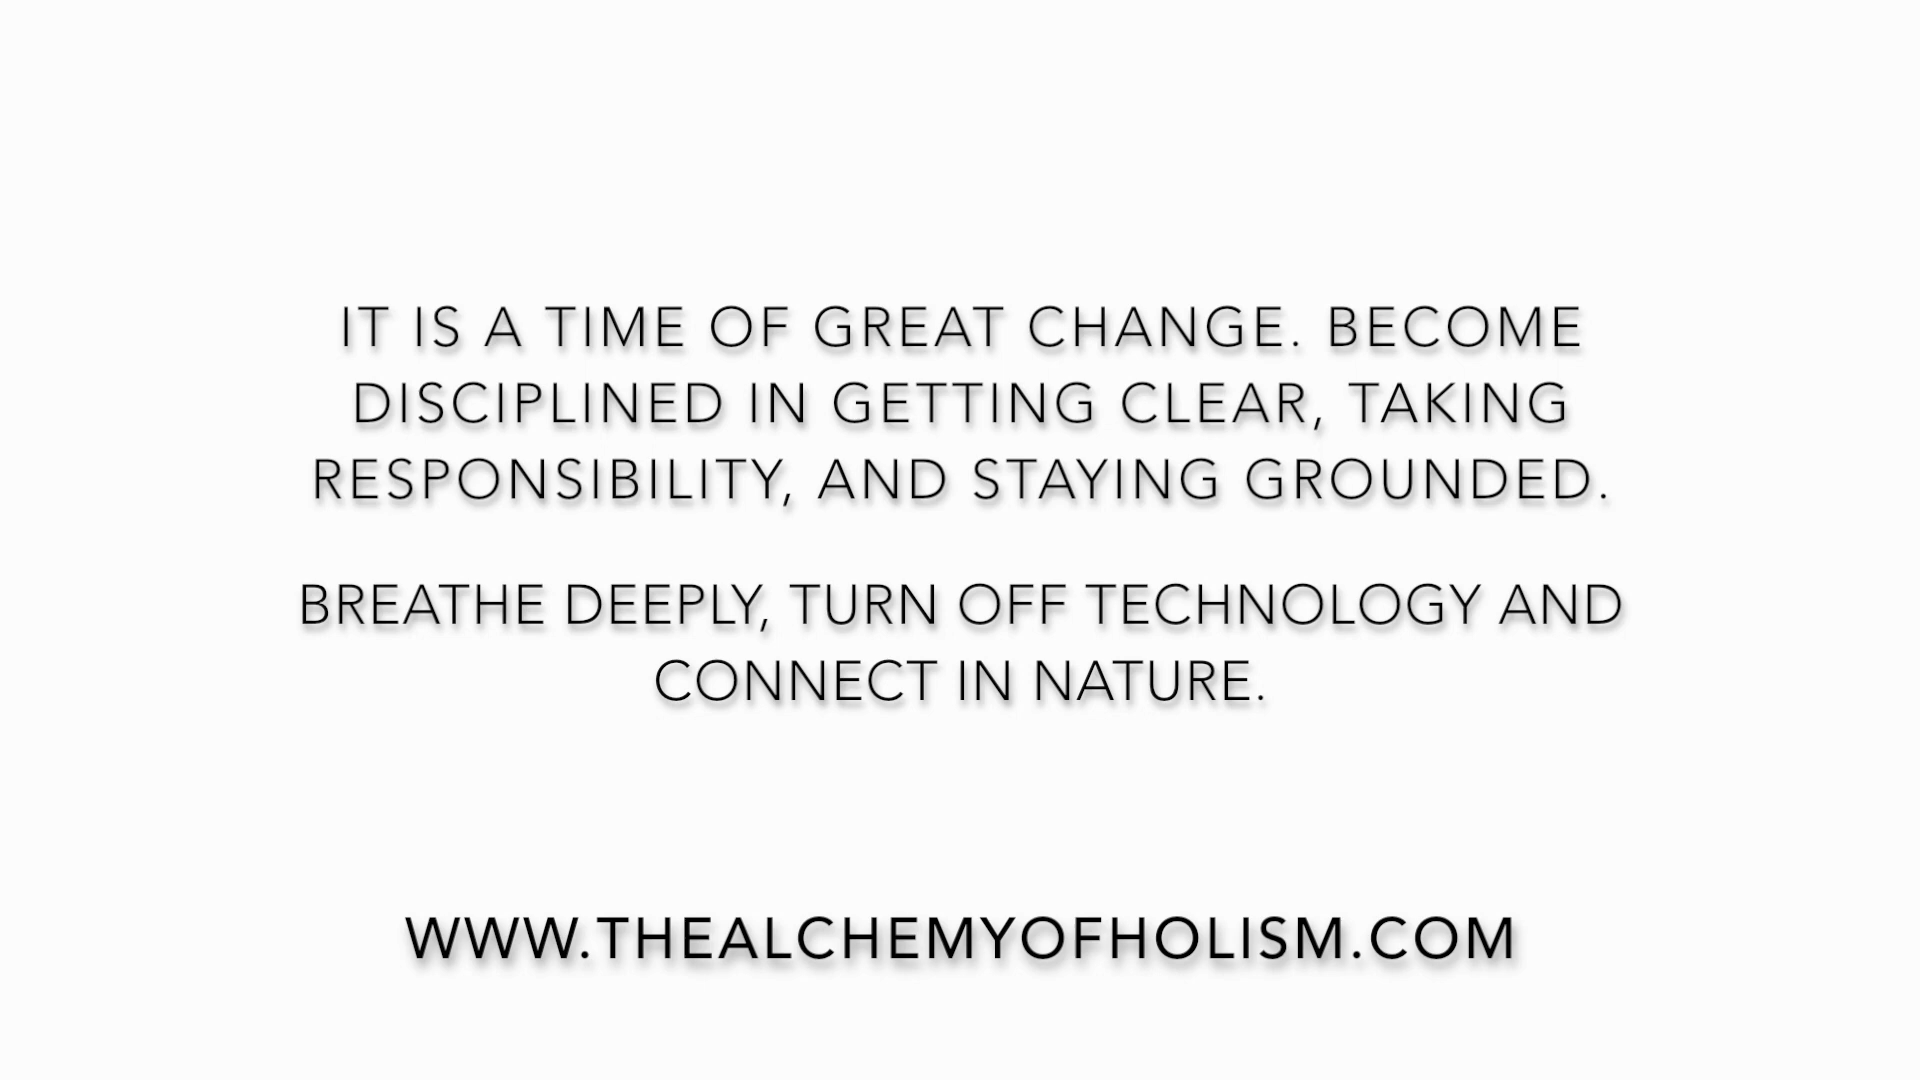 IT IS A TIME OF GREAT CHANGE. BECOME
DISCIPLINED IN GETTING CLEAR, TAKING
RESPONSIBILITY, AND STAYING GROUNDED.
BREATHE DEEPLY, TURN OFF TECHNOLOGY AND
CONNECT IN NATURE.
WWW.THEALCHEMYOFHOLISM.COM